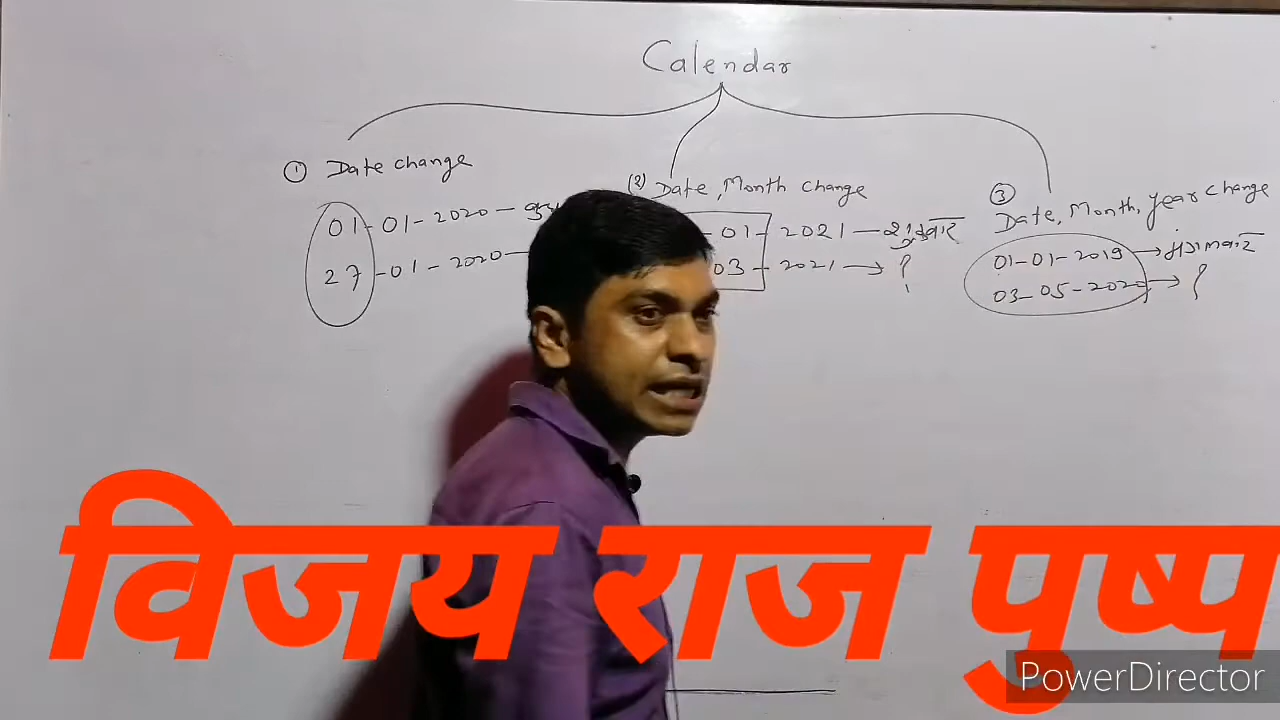 Calendar
① Date change
01-01-2020-
27-01-2020-
(2) Date, Month change
-01-2021-शुक्रवार
03-2021→?
③
Date, Month, year change
01-01-2019→मंगलवार
03-05-2020→?
विजय राज पुष्प
PowerDirector